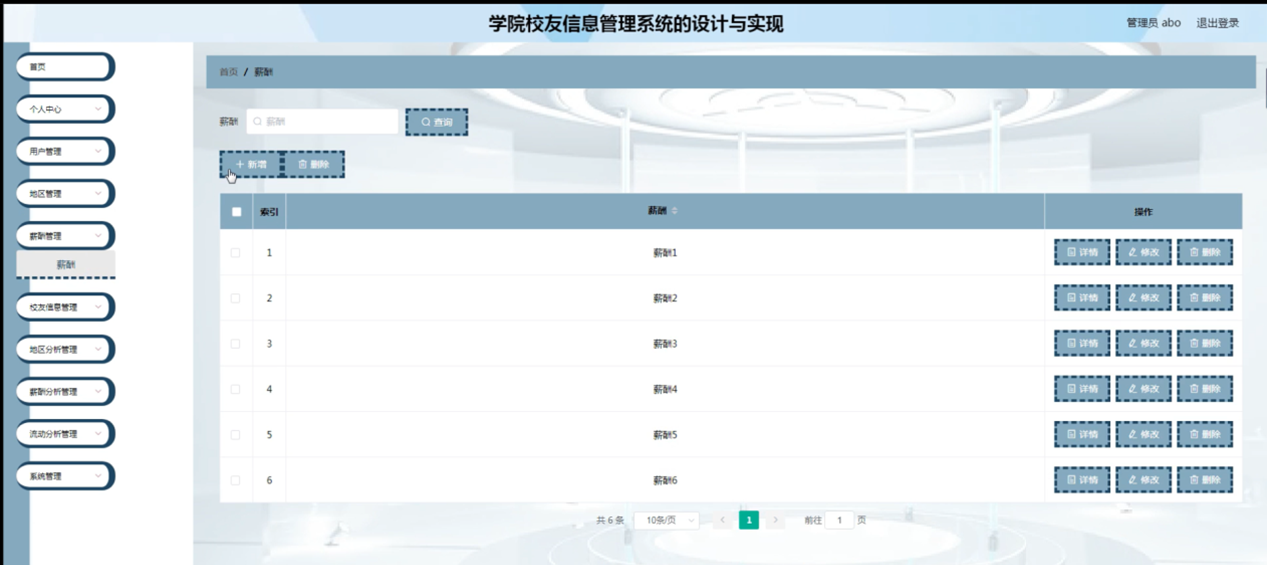 学院校友信息管理系统的设计与实现
管理员 abo 退出登录
首页
个人中心
用户管理
地区管理
薪酬管理
薪酬
校友信息管理
地区分析管理
薪酬分析管理
流动分析管理
系统管理
首页 / 薪酬
薪酬 薪酬 查询
+ 新增 删除
索引 薪酬 操作
1 薪酬1 详情 修改 删除
2 薪酬2 详情 修改 删除
3 薪酬3 详情 修改 删除
4 薪酬4 详情 修改 删除
5 薪酬5 详情 修改 删除
6 薪酬6 详情 修改 删除
共 6 条 10条/页 < 1 > 前往 1 页